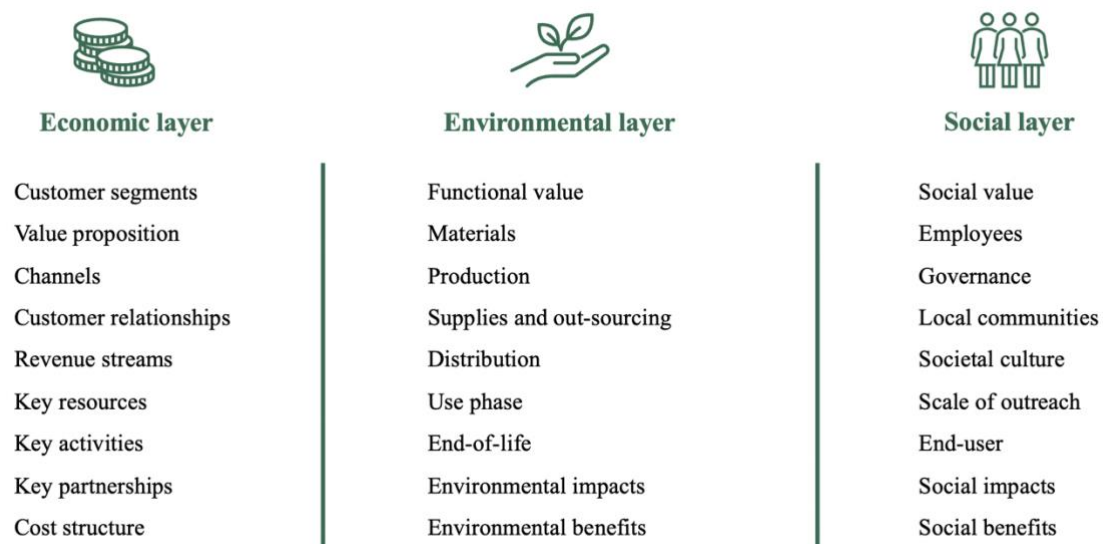 Economic layer
Customer segments
Value proposition
Channels
Customer relationships
Revenue streams
Key resources
Key activities
Key partnerships
Cost structure
Environmental layer
Functional value
Materials
Production
Supplies and out-sourcing
Distribution
Use phase
End-of-life
Environmental impacts
Environmental benefits
Social layer
Social value
Employees
Governance
Local communities
Societal culture
Scale of outreach
End-user
Social impacts
Social benefits